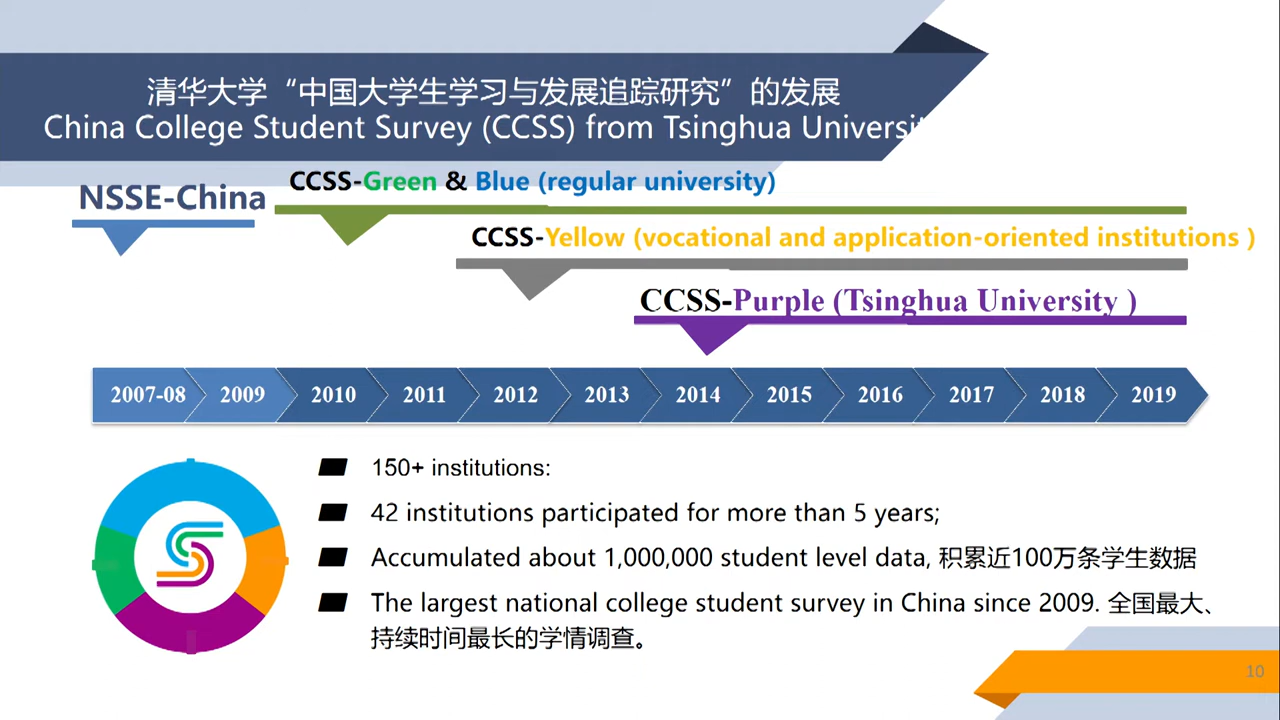 清华大学“中国大学生学习与发展追踪研究”的发展
China College Student Survey (CCSS) from Tsinghua Universit
NSSE-China
CCSS-Green & Blue (regular university)
CCSS-Yellow (vocational and application-oriented institutions )
CCSS-Purple (Tsinghua University )
2007-08 2009 2010 2011 2012 2013 2014 2015 2016 2017 2018 2019
150+ institutions:
42 institutions participated for more than 5 years;
Accumulated about 1,000,000 student level data, 积累近100万条学生数据
The largest national college student survey in China since 2009. 全国最大、
持续时间最长的学情调查。
10